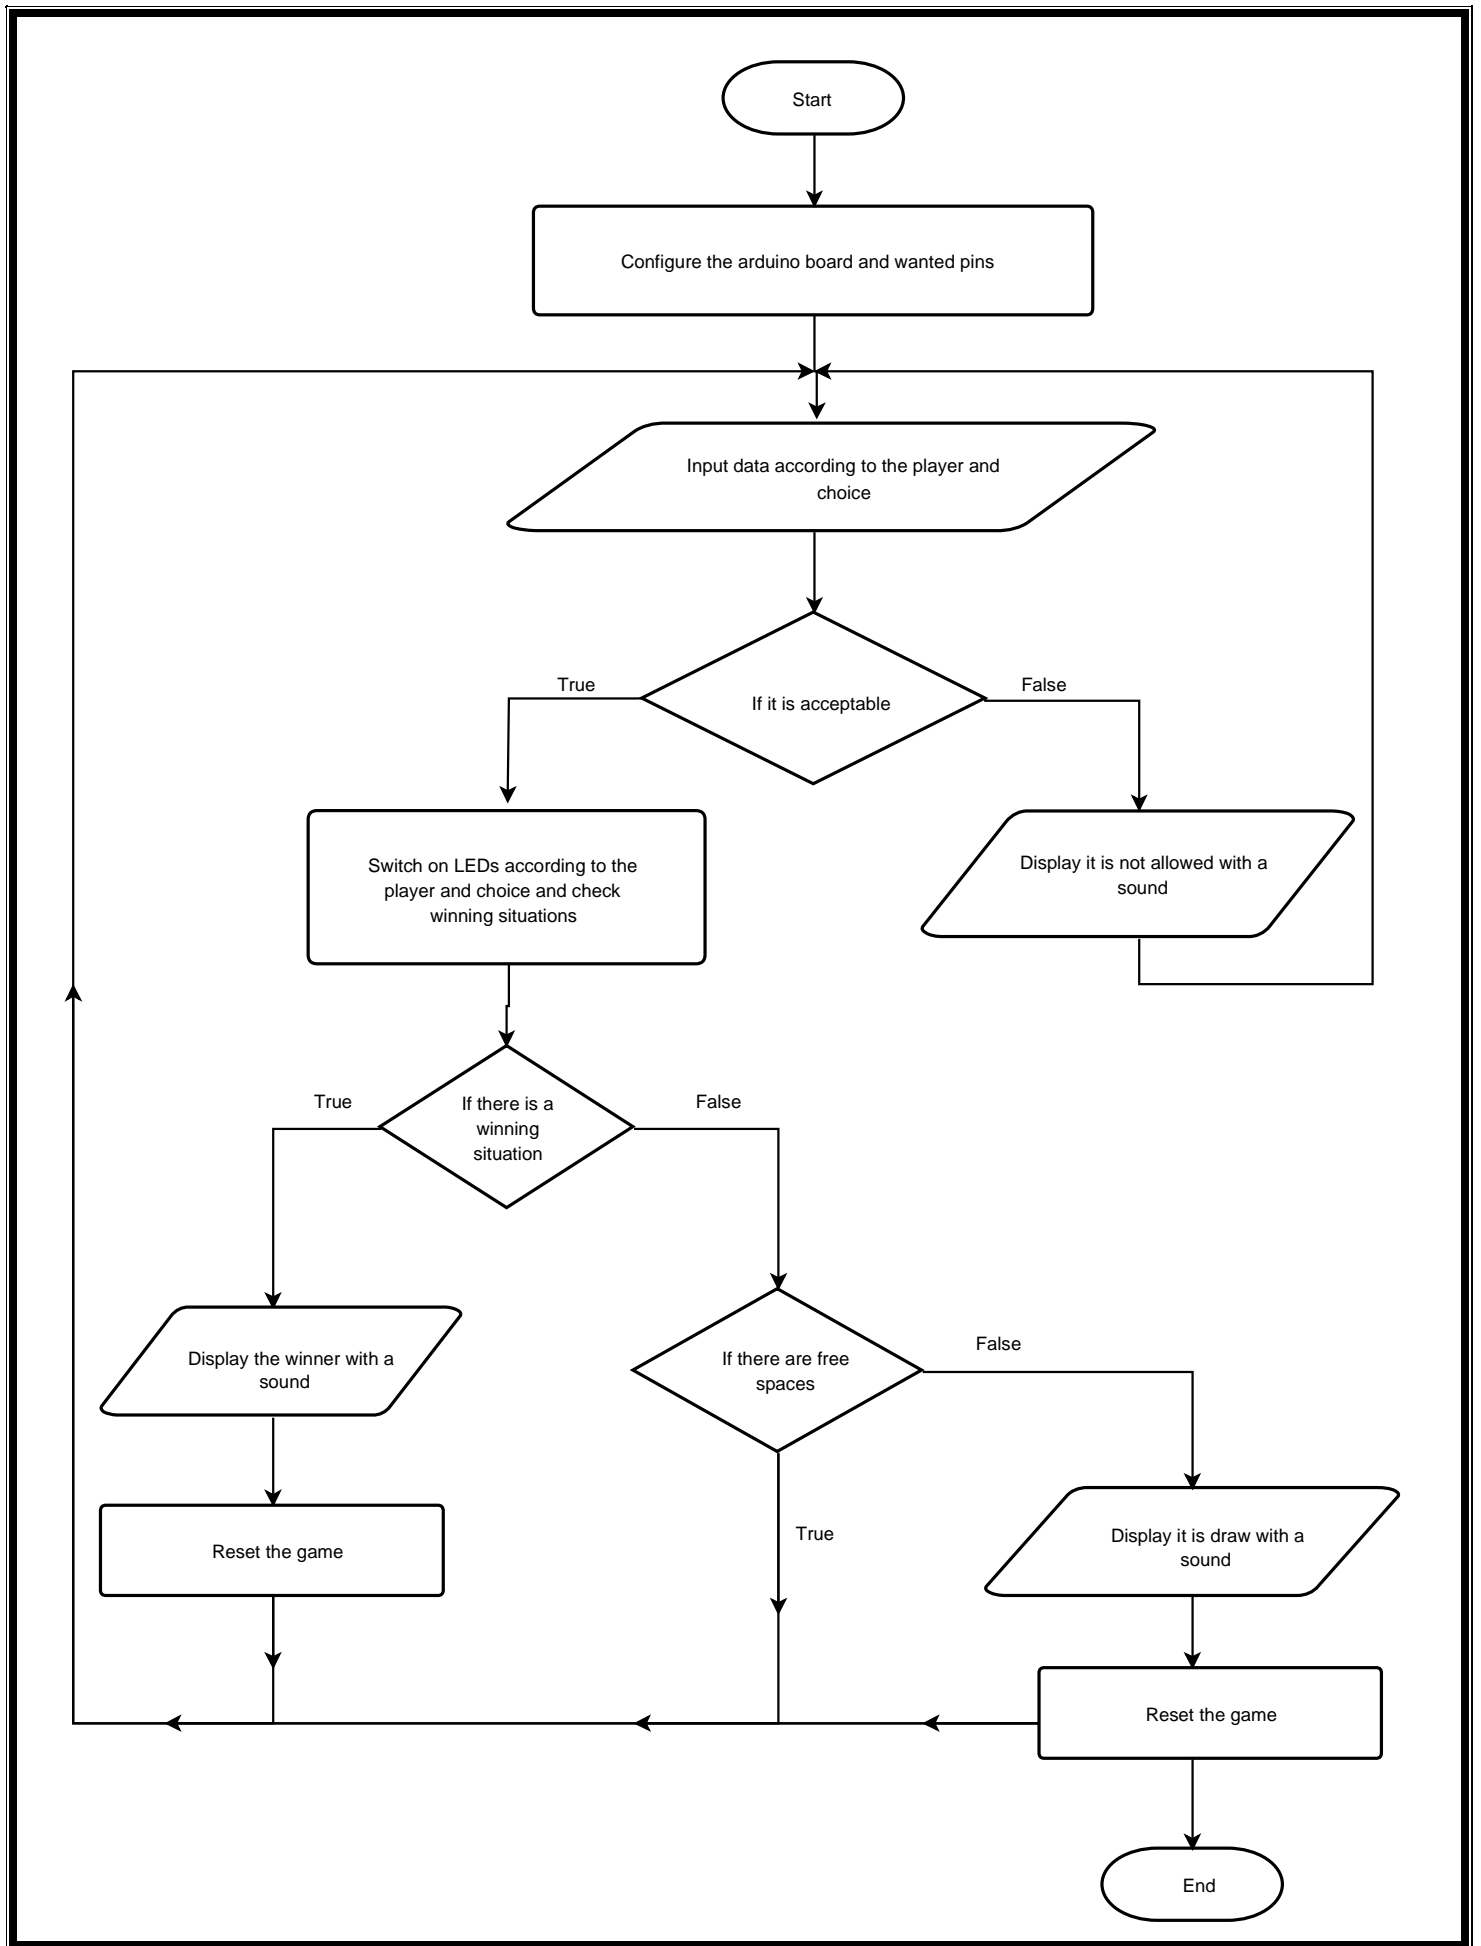 Start
Configure the arduino board and wanted pins
Input data according to the player and
choice
True
False
If it is acceptable
Switch on LEDs according to the
player and choice and check
winning situations
Display it is not allowed with a
sound
True
If there is a
winning
situation
False
Display the winner with a
sound
If there are free
spaces
False
True
Reset the game
Display it is draw with a
sound
Reset the game
End